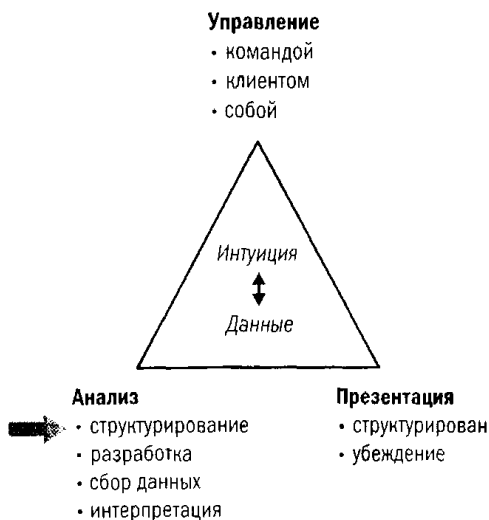 Управление
• командой
• клиентом
• собой
Интуиция
Данные
Анализ
• структурирование
• разработка
• сбор данных
• интерпретация
Презентация
• структурирован
• убеждение